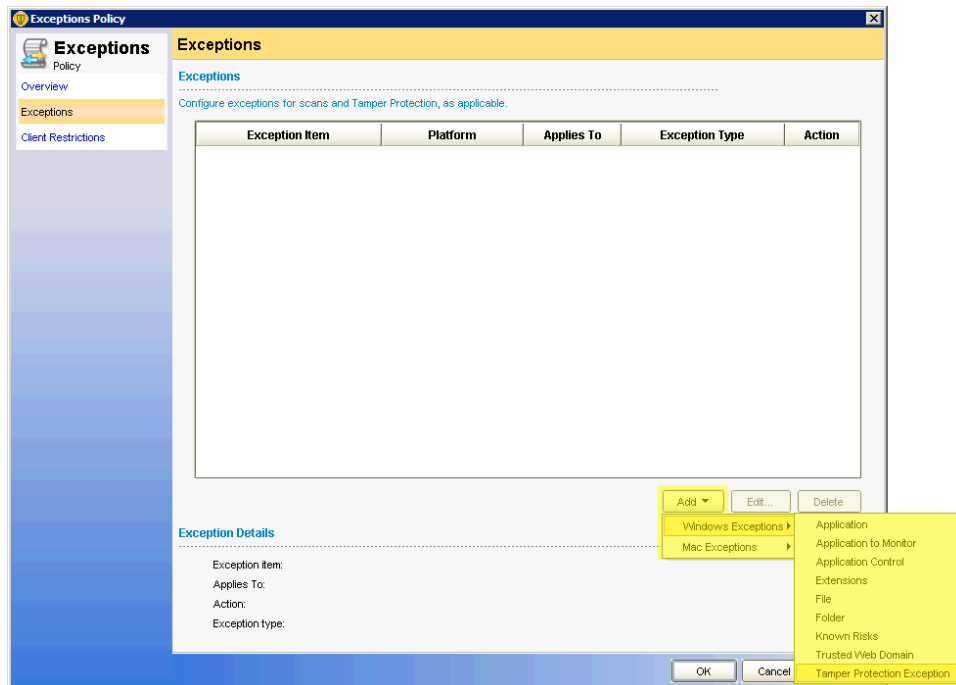 Exceptions Policy
Exceptions
Policy
Overview
Exceptions
Client Restrictions
Exceptions
Exceptions
Configure exceptions for scans and Tamper Protection, as applicable.
Exception Item Platform Applies To Exception Type Action
Add Edit... Delete
Windows Exceptions
Mac Exceptions
Application
Application to Monitor
Application Control
Extensions
File
Folder
Known Risks
Trusted Web Domain
Tamper Protection Exception
Exception Details
Exception item:
Applies To:
Action:
Exception type:
OK Cancel